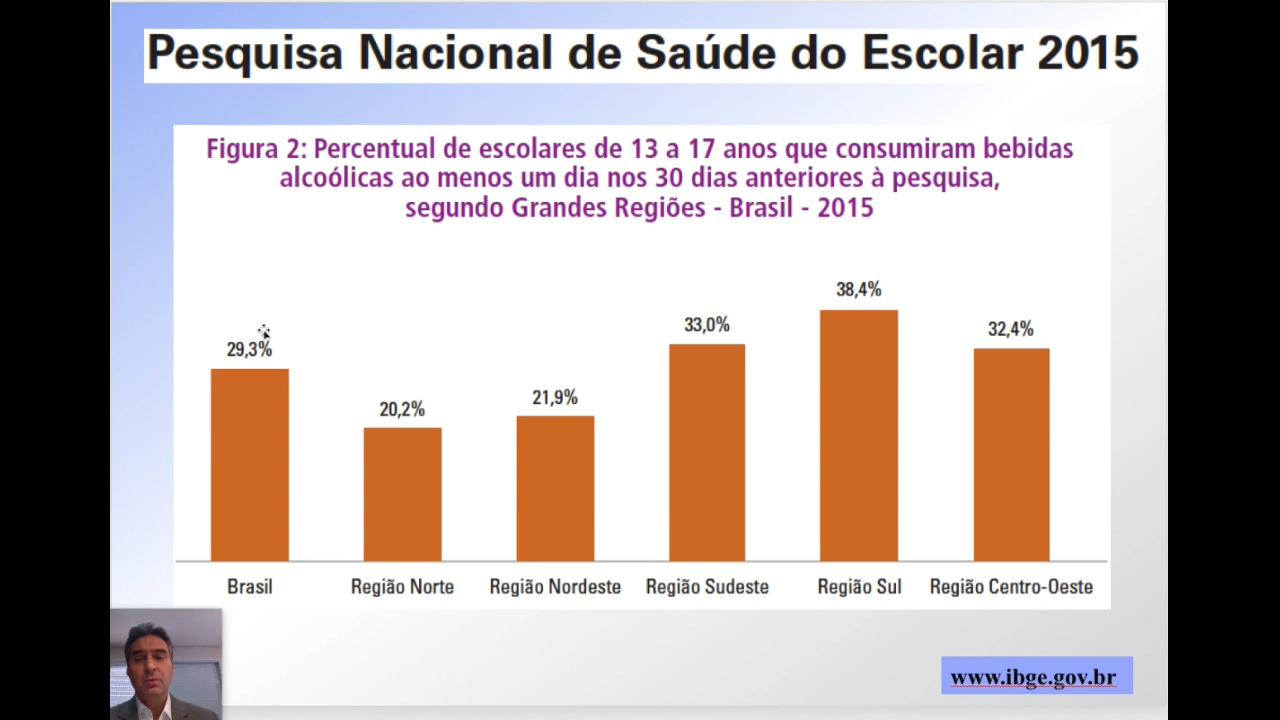 Pesquisa Nacional de Saúde do Escolar 2015
Figura 2: Percentual de escolares de 13 a 17 anos que consumiram bebidas
alcoólicas ao menos um dia nos 30 dias anteriores à pesquisa,
segundo Grandes Regiões - Brasil - 2015
29,3%
20,2%
21,9%
33,0%
38,4%
32,4%
Brasil
Região Norte
Região Nordeste
Região Sudeste
Região Sul
Região Centro-Oeste
www.ibge.gov.br